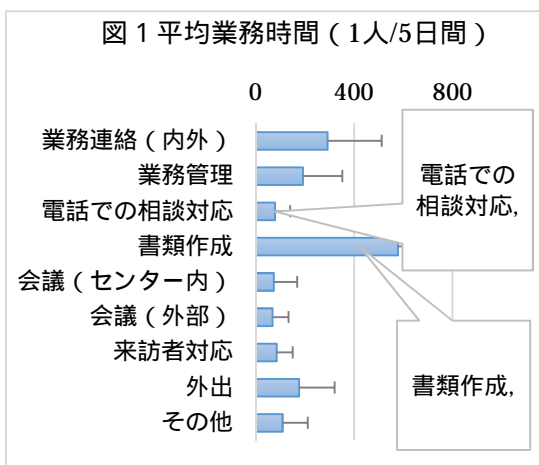 図１平均業務時間（1人/5日間）
0 400 800
業務連絡（内外）
業務管理
電話での相談対応
書類作成
会議（センター内）
会議（外部）
来訪者対応
外出
その他
電話での
相談対応,
書類作成,